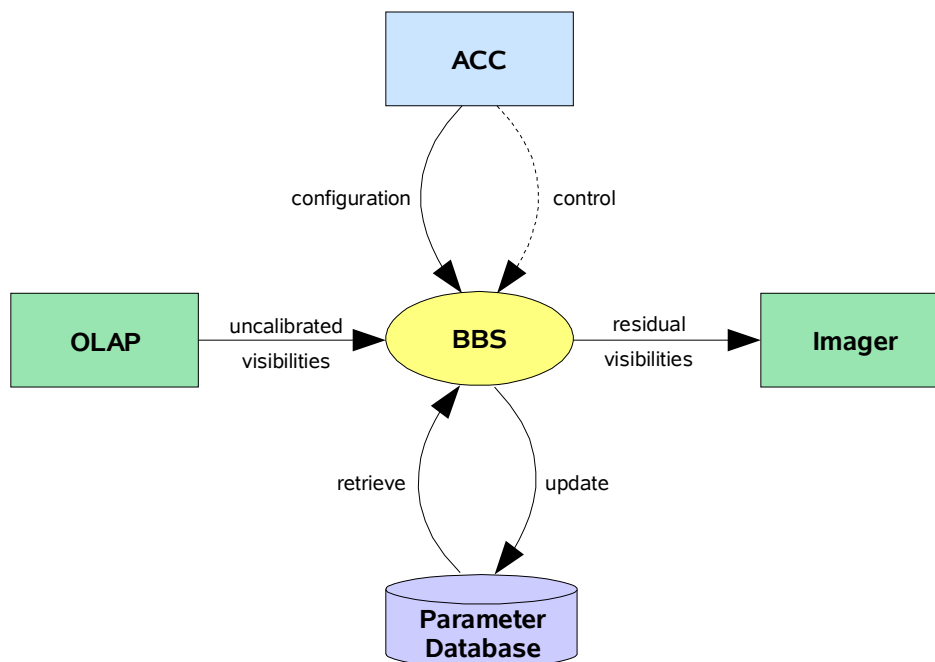 ACC
configuration
control
OLAP
uncalibrated
visibilities
BBS
residual
visibilities
Imager
retrieve
update
Parameter
Database